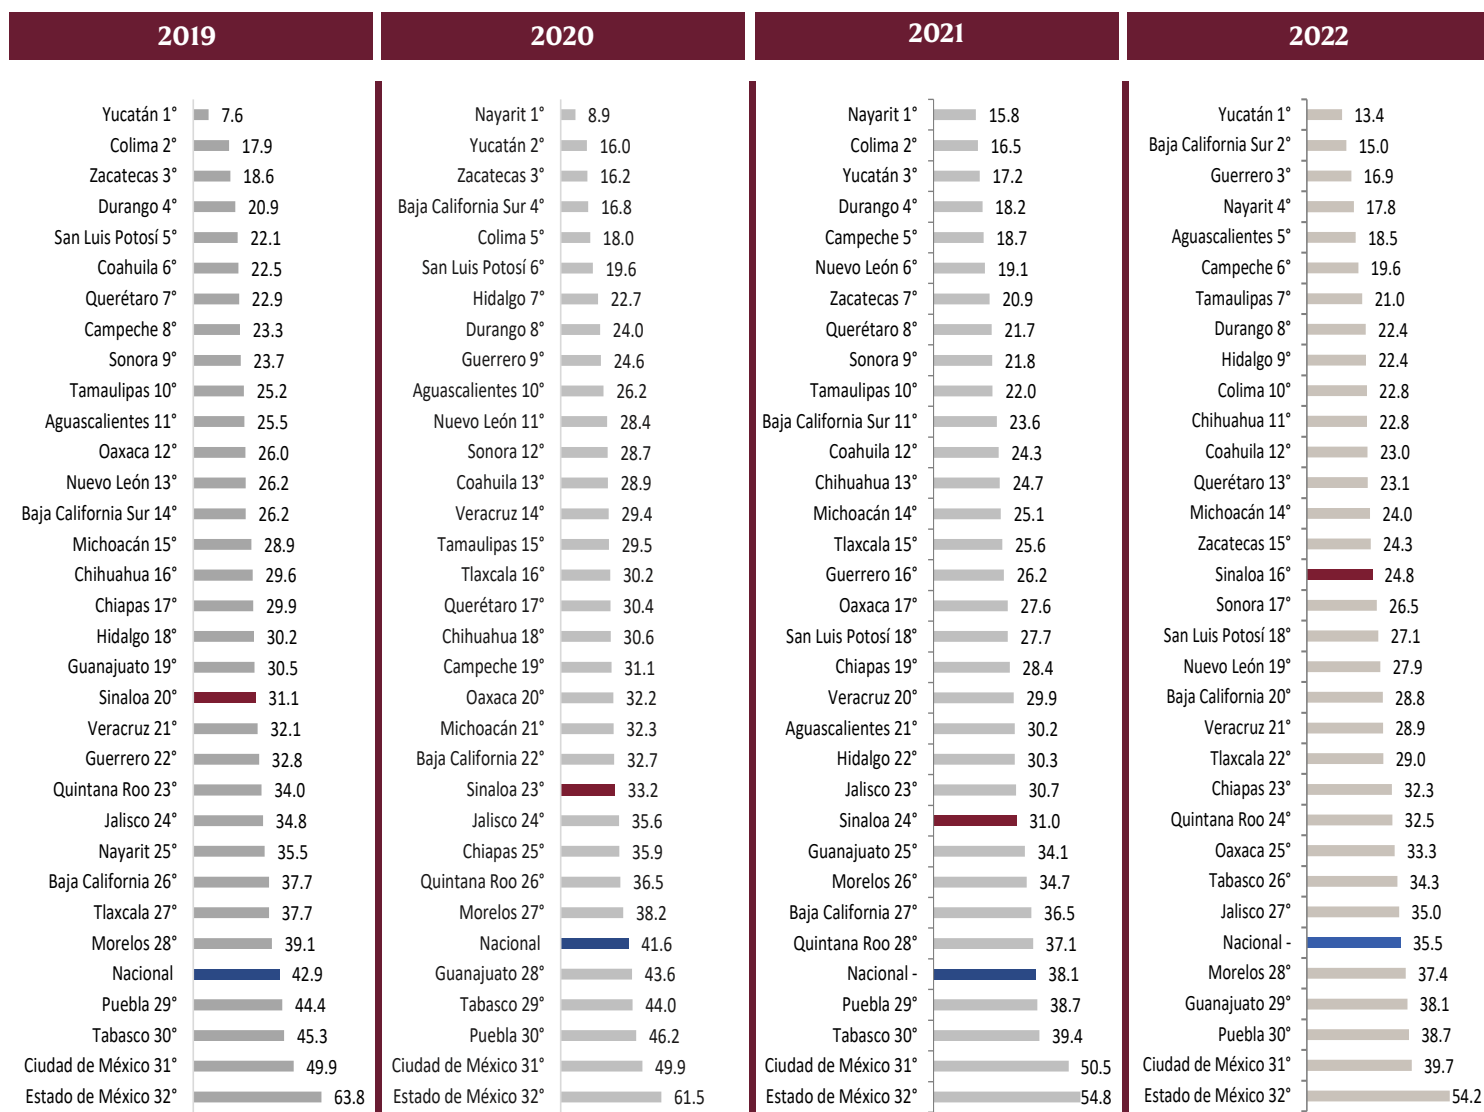 2019
Yucatán 1° 7.6
Colima 2° 17.9
Zacatecas 3° 18.6
Durango 4° 20.9
San Luis Potosí 5° 22.1
Coahuila 6° 22.5
Querétaro 7° 22.9
Campeche 8° 23.3
Sonora 9° 23.7
Tamaulipas 10° 25.2
Aguascalientes 11° 25.5
Oaxaca 12° 26.0
Nuevo León 13° 26.2
Baja California Sur 14° 26.2
Michoacán 15° 28.9
Chihuahua 16° 29.6
Chiapas 17° 29.9
Hidalgo 18° 30.2
Guanajuato 19° 30.5
Sinaloa 20° 31.1
Veracruz 21° 32.1
Guerrero 22° 32.8
Quintana Roo 23° 34.0
Jalisco 24° 34.8
Nayarit 25° 35.5
Baja California 26° 37.7
Tlaxcala 27° 37.7
Morelos 28° 39.1
Nacional 42.9
Puebla 29° 44.4
Tabasco 30° 45.3
Ciudad de México 31° 49.9
Estado de México 32° 63.8
2020
Nayarit 1° 8.9
Yucatán 2° 16.0
Zacatecas 3° 16.2
Baja California Sur 4° 16.8
Colima 5° 18.0
San Luis Potosí 6° 19.6
Hidalgo 7° 22.7
Durango 8° 24.0
Guerrero 9° 24.6
Aguascalientes 10° 26.2
Nuevo León 11° 28.4
Sonora 12° 28.7
Coahuila 13° 28.9
Veracruz 14° 29.4
Tamaulipas 15° 29.5
Tlaxcala 16° 30.2
Querétaro 17° 30.4
Chihuahua 18° 30.6
Campeche 19° 31.1
Oaxaca 20° 32.2
Michoacán 21° 32.3
Baja California 22° 32.7
Sinaloa 23° 33.2
Jalisco 24° 35.6
Chiapas 25° 35.9
Quintana Roo 26° 36.5
Morelos 27° 38.2
Nacional 41.6
Guanajuato 28° 43.6
Tabasco 29° 44.0
Puebla 30° 46.2
Ciudad de México 31° 49.9
Estado de México 32° 61.5
2021
Nayarit 1° 15.8
Colima 2° 16.5
Yucatán 3° 17.2
Durango 4° 18.2
Campeche 5° 18.7
Nuevo León 6° 19.1
Zacatecas 7° 20.9
Querétaro 8° 21.7
Sonora 9° 21.8
Tamaulipas 10° 22.0
Baja California Sur 11° 23.6
Coahuila 12° 24.3
Chihuahua 13° 24.7
Michoacán 14° 25.1
Tlaxcala 15° 25.6
Guerrero 16° 26.2
Oaxaca 17° 27.6
San Luis Potosí 18° 27.7
Chiapas 19° 28.4
Veracruz 20° 29.9
Aguascalientes 21° 30.2
Hidalgo 22° 30.3
Jalisco 23° 30.7
Sinaloa 24° 31.0
Guanajuato 25° 34.1
Morelos 26° 34.7
Baja California 27° 36.5
Quintana Roo 28° 37.1
Nacional - 38.1
Puebla 29° 38.7
Tabasco 30° 39.4
Ciudad de México 31° 50.5
Estado de México 32° 54.8
2022
Yucatán 1° 13.4
Baja California Sur 2° 15.0
Guerrero 3° 16.9
Nayarit 4° 17.8
Aguascalientes 5° 18.5
Campeche 6° 19.6
Tamaulipas 7° 21.0
Durango 8° 22.4
Hidalgo 9° 22.4
Colima 10° 22.8
Chihuahua 11° 22.8
Coahuila 12° 23.0
Querétaro 13° 23.1
Michoacán 14° 24.0
Zacatecas 15° 24.3
Sinaloa 16° 24.8
Sonora 17° 26.5
San Luis Potosí 18° 27.1
Nuevo León 19° 27.9
Baja California 20° 28.8
Veracruz 21° 28.9
Tlaxcala 22° 29.0
Chiapas 23° 32.3
Quintana Roo 24° 32.5
Oaxaca 25° 33.3
Tabasco 26° 34.3
Jalisco 27° 35.0
Nacional - 35.5
Morelos 28° 37.4
Guanajuato 29° 38.1
Puebla 30° 38.7
Ciudad de México 31° 39.7
Estado de México 32° 54.2